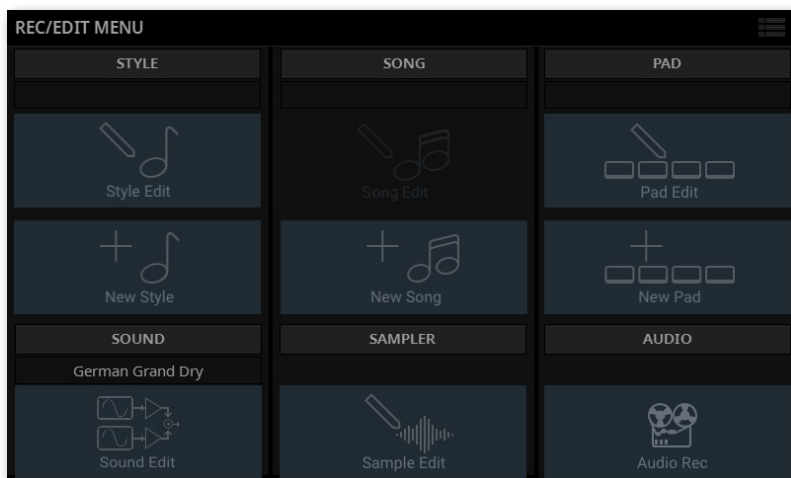 REC/EDIT MENU
STYLE
SONG
PAD
Style Edit
Song Edit
Pad Edit
New Style
New Song
New Pad
SOUND
SAMPLER
AUDIO
German Grand Dry
Sound Edit
Sample Edit
Audio Rec